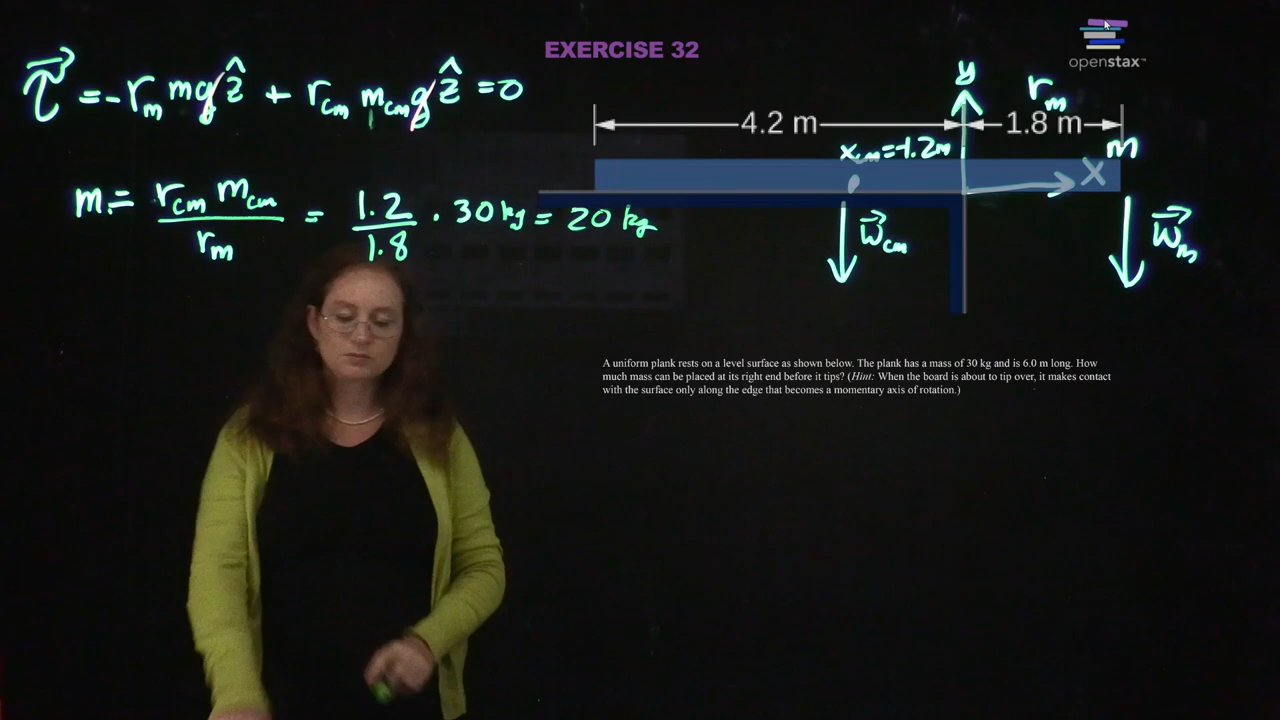 EXERCISE 32
openstax™
τ⃗ = -r_m mg ẑ + r_cm m_cm g ẑ = 0
y
r_m
4.2 m
1.8 m
x_cm = -1.2m
m
X
m = r_cm m_cm / r_m = 1.2 / 1.8 · 30 kg = 20 kg
w⃗_cm
w⃗_m
A uniform plank rests on a level surface as shown below. The plank has a mass of 30 kg and is 6.0 m long. How
much mass can be placed at its right end before it tips? (Hint: When the board is about to tip over, it makes contact
with the surface only along the edge that becomes a momentary axis of rotation.)